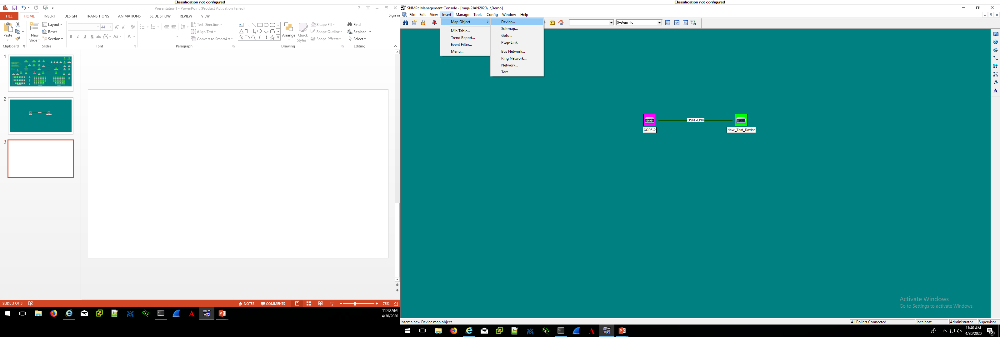 Classification not configured
Presentation1 - PowerPoint (Product Activation Failed)
FILE HOME INSERT DESIGN TRANSITIONS ANIMATIONS SLIDE SHOW REVIEW VIEW Sign in
Paste
New Slide
Layout
Reset
Section
44
B I U S abc AV Aa A
Text Direction
Align Text
Convert to SmartArt
Arrange
Quick Styles
Shape Fill
Shape Outline
Shape Effects
Find
Replace
Select
Clipboard Slides Font Paragraph Drawing Editing
1
2
3
SLIDE 3 OF 3 NOTES COMMENTS 76%
11:40 AM
4/30/2020
Classification not configured
SNMPc Management Console - [map-2JAN2020\..\Demo]
File Edit View Insert Manage Tools Config Window Help
SystemInfo
Map Object
Mib Table...
Trend Report...
Event Filter...
Menu...
Device...
Submap...
Goto...
Ptop-Link
Bus Network...
Ring Network...
Network...
Text
OSPF-LINK
CORE-2
New_Test_Device
Activate Windows
Go to Settings to activate Windows.
Insert a new Device map object All Pollers Connected localhost Administrator Supervisor
11:40 AM
4/30/2020
2